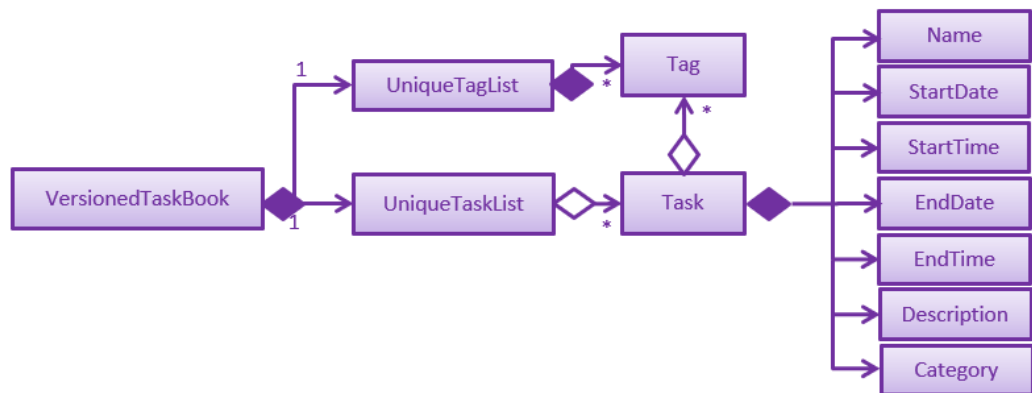 Name
1
UniqueTagList
*
Tag
StartDate
*
StartTime
VersionedTaskBook
1
UniqueTaskList
*
Task
EndDate
EndTime
Description
Category